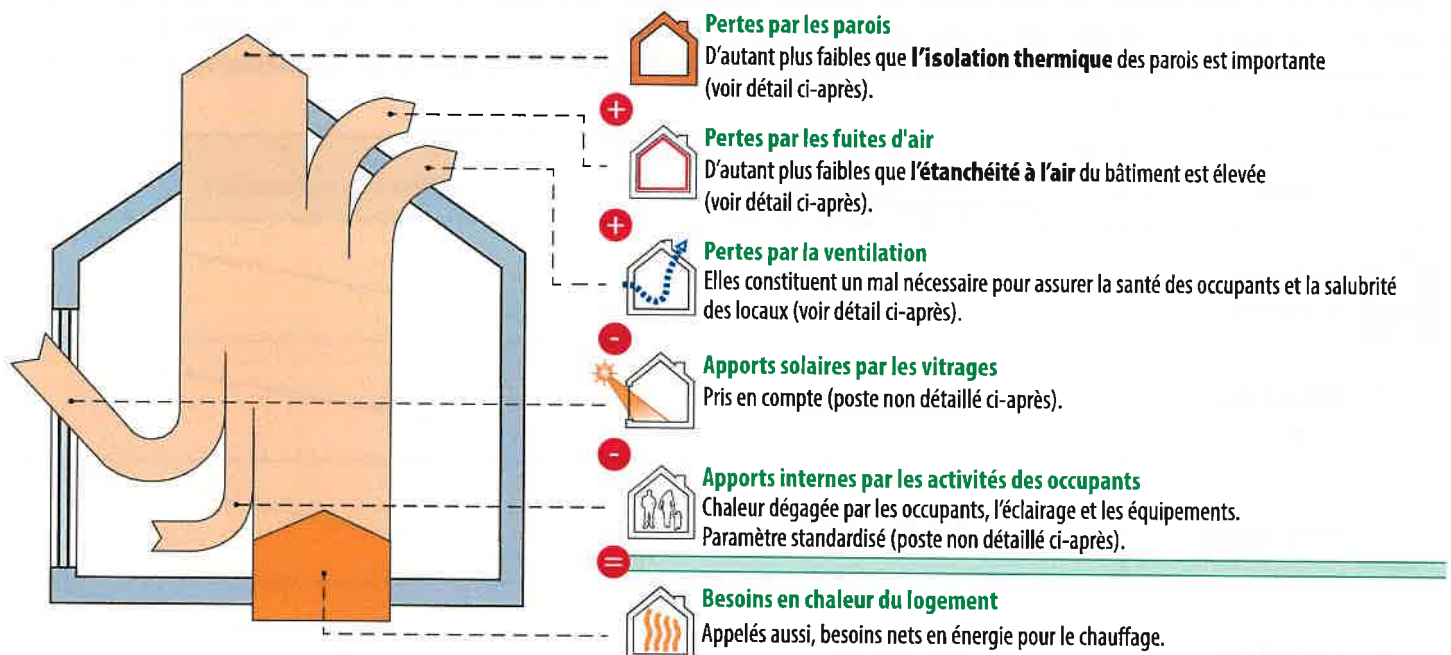 Pertes par les parois
D'autant plus faibles que l'isolation thermique des parois est importante
(voir détail ci-après).
+
Pertes par les fuites d'air
D'autant plus faibles que l'étanchéité à l'air du bâtiment est élevée
(voir détail ci-après).
+
Pertes par la ventilation
Elles constituent un mal nécessaire pour assurer la santé des occupants et la salubrité
des locaux (voir détail ci-après).
-
Apports solaires par les vitrages
Pris en compte (poste non détaillé ci-après).
-
Apports internes par les activités des occupants
Chaleur dégagée par les occupants, l'éclairage et les équipements.
Paramètre standardisé (poste non détaillé ci-après).
=
Besoins en chaleur du logement
Appelés aussi, besoins nets en énergie pour le chauffage.